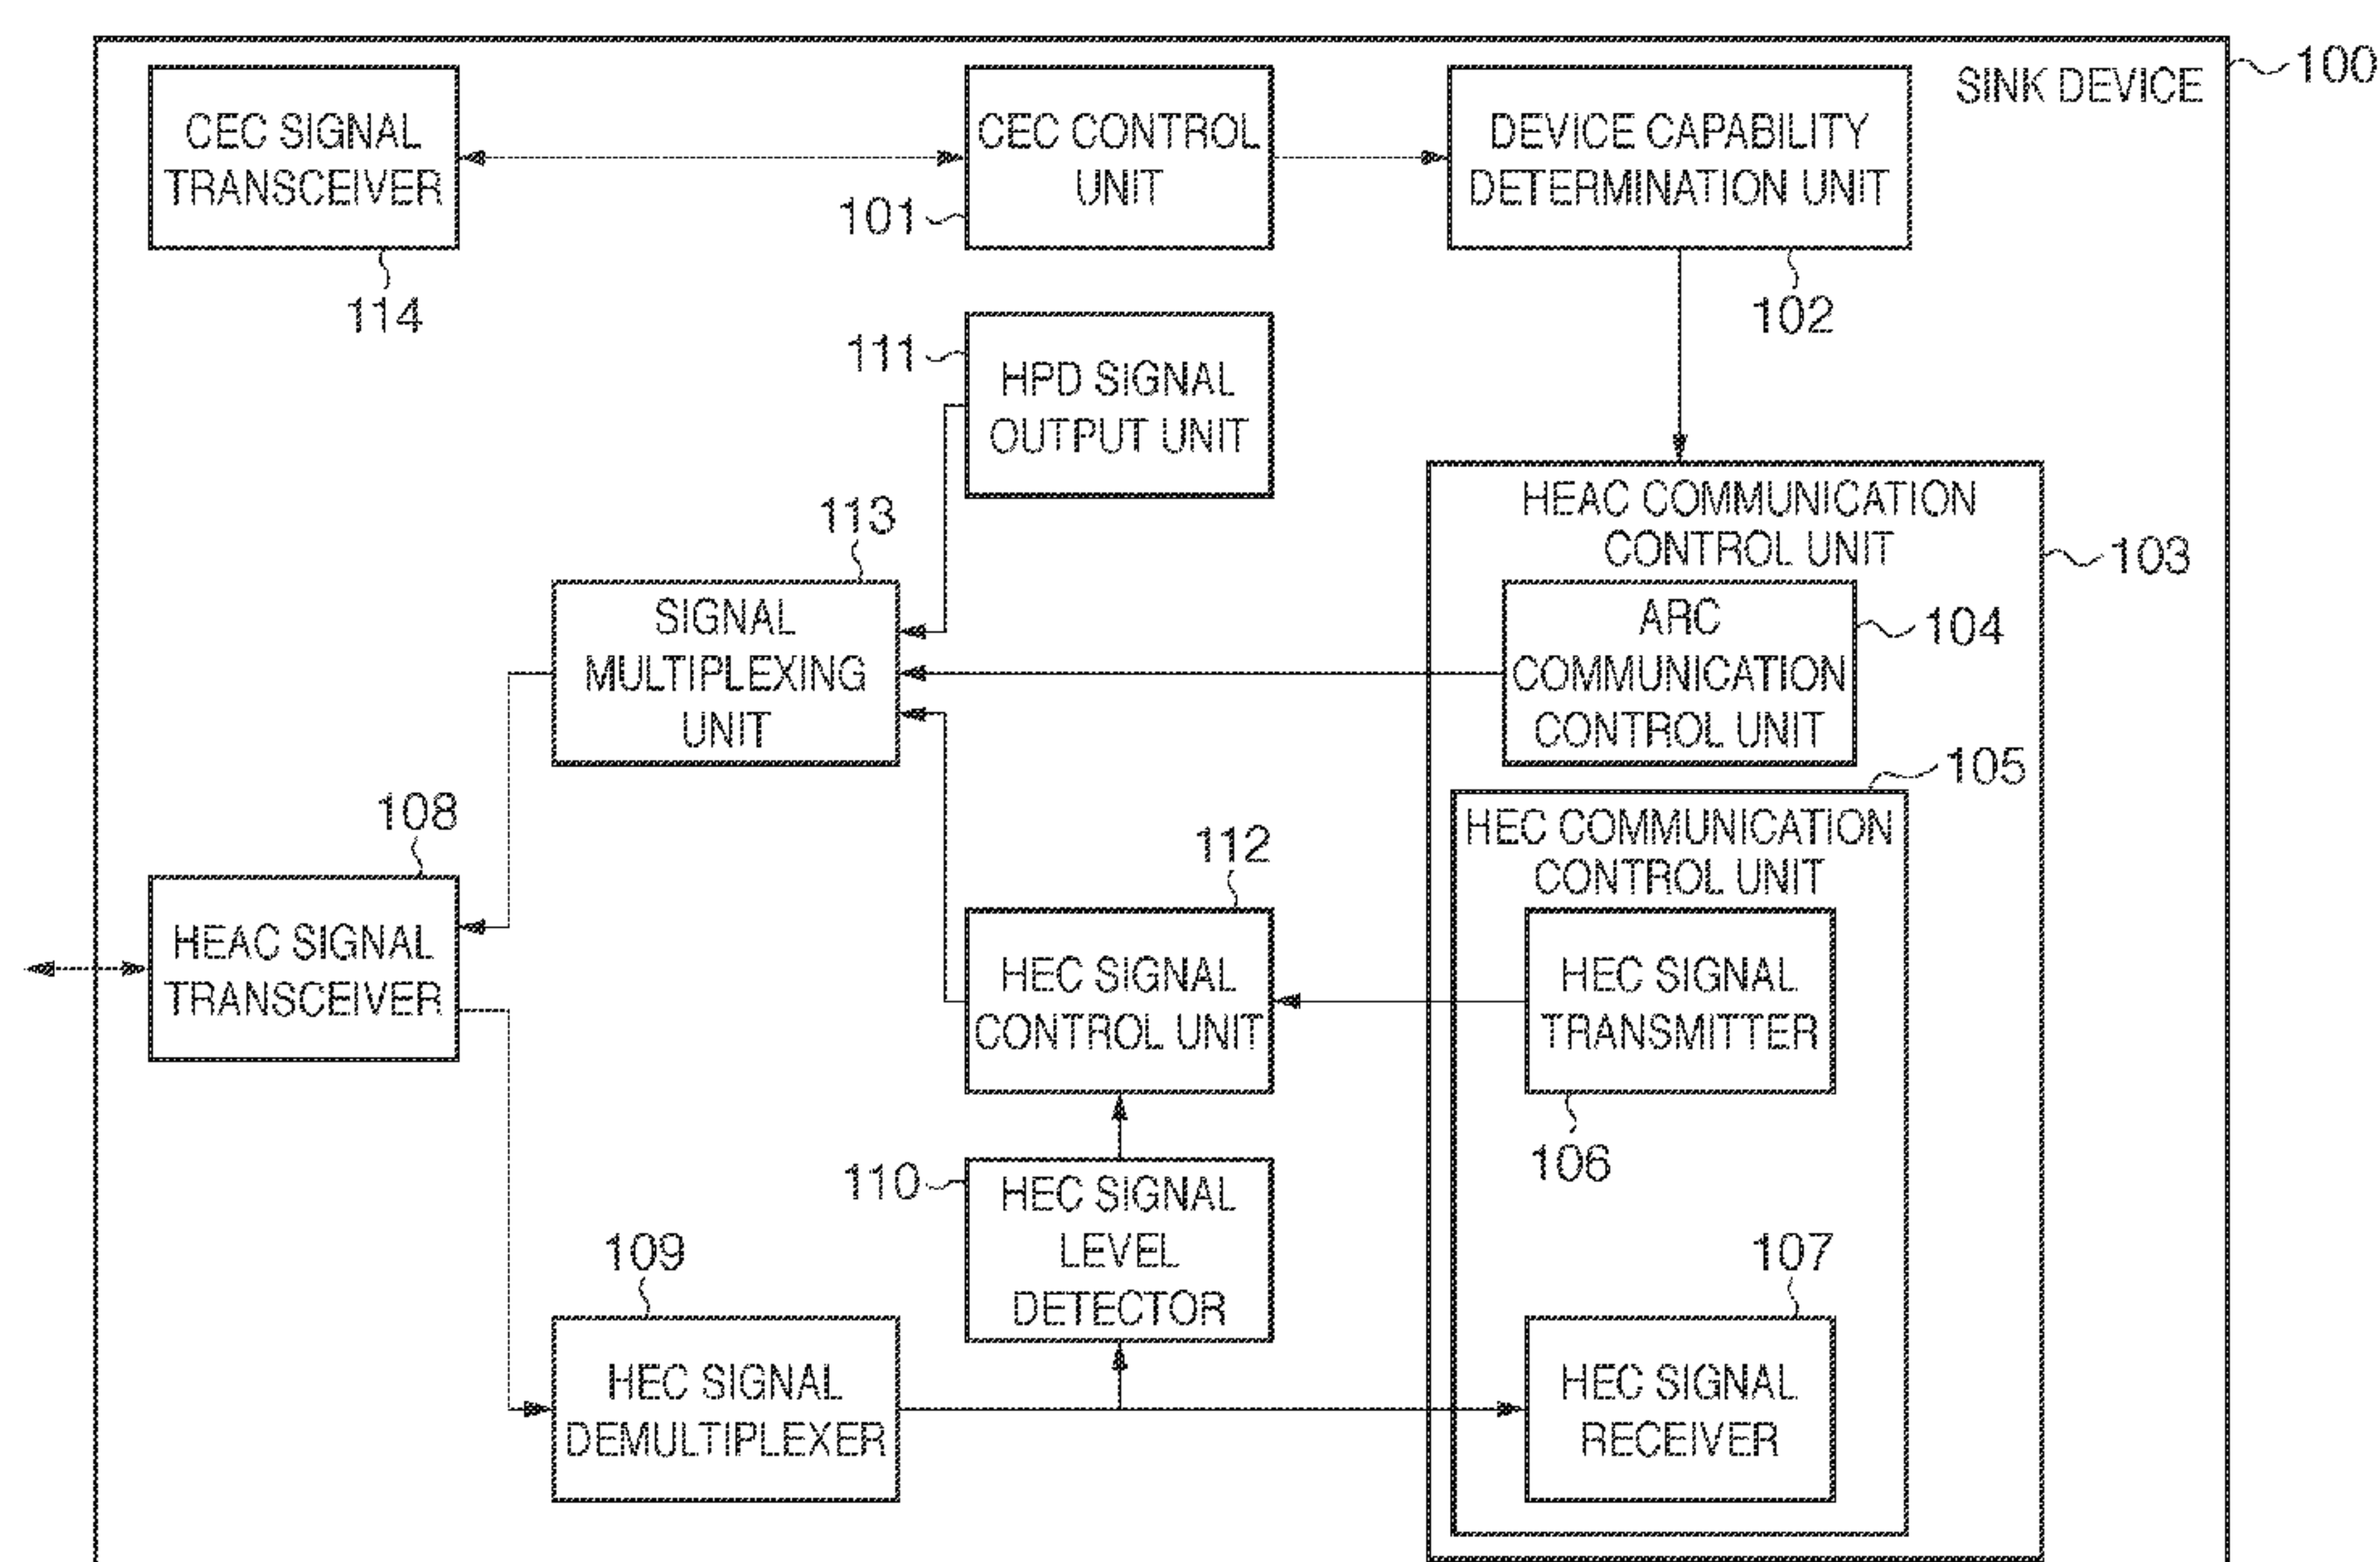 SINK DEVICE
100
CEC SIGNAL
TRANSCEIVER
114
CEC CONTROL
UNIT
101
DEVICE CAPABILITY
DETERMINATION UNIT
102
111
HPD SIGNAL
OUTPUT UNIT
113
SIGNAL
MULTIPLEXING
UNIT
HEAC COMMUNICATION
CONTROL UNIT
103
ARC
COMMUNICATION
CONTROL UNIT
104
105
HEC COMMUNICATION
CONTROL UNIT
108
HEAC SIGNAL
TRANSCEIVER
112
HEC SIGNAL
CONTROL UNIT
HEC SIGNAL
TRANSMITTER
106
110
HEC SIGNAL
LEVEL
DETECTOR
109
HEC SIGNAL
DEMULTIPLEXER
107
HEC SIGNAL
RECEIVER